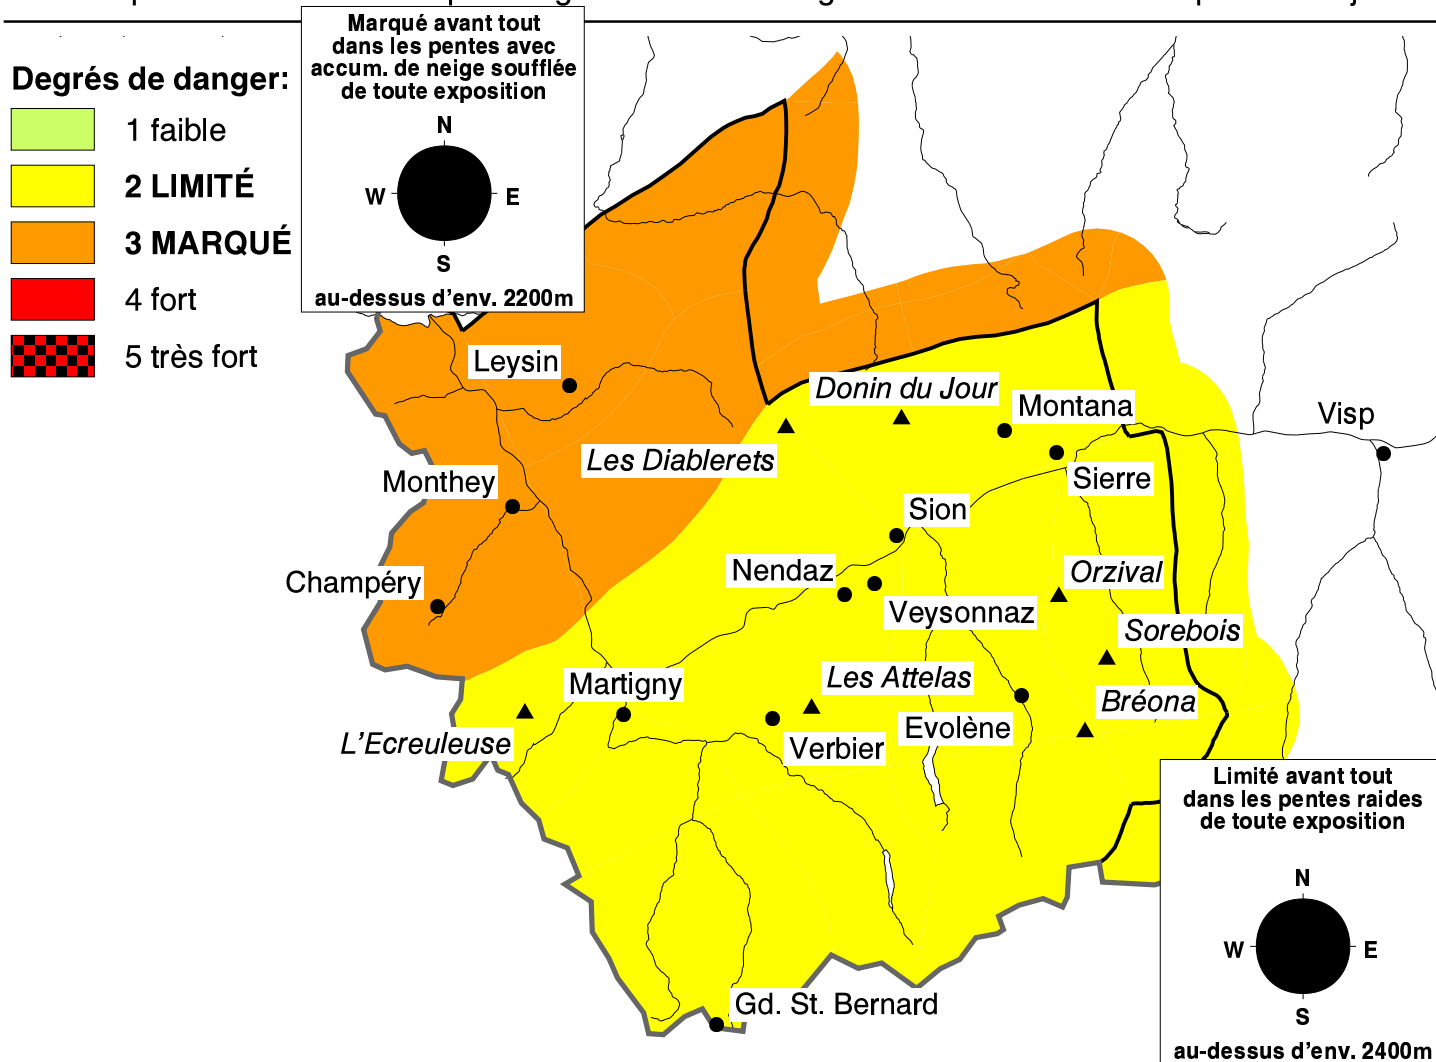 Degrés de danger:
1 faible
2 LIMITÉ
3 MARQUÉ
4 fort
5 très fort
Marqué avant tout
dans les pentes avec
accum. de neige soufflée
de toute exposition
N
W
E
S
au-dessus d'env. 2200m
Leysin
Donin du Jour
Montana
Visp
Les Diablerets
Monthey
Sierre
Sion
Nendaz
Orzival
Champéry
Veysonnaz
Sorebois
Martigny
Les Attelas
Bréona
L'Ecreuleuse
Verbier
Evolène
Gd. St. Bernard
Limité avant tout
dans les pentes raides
de toute exposition
N
W
E
S
au-dessus d'env. 2400m